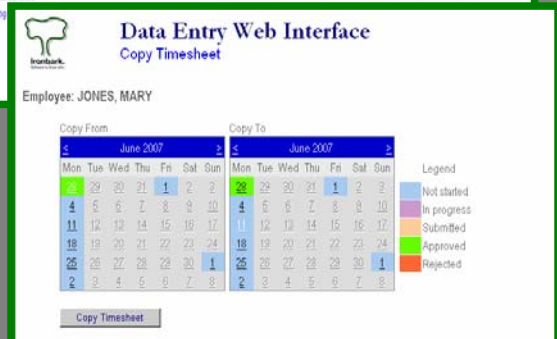 Data Entry Web Interface
Copy Timesheet
Ironbark.
Employee: JONES, MARY
Copy From
Copy To
< June 2007 >
< June 2007 >
Mon Tue Wed Thu Fri Sat Sun
Mon Tue Wed Thu Fri Sat Sun
28 29 30 31 1 2 3
28 29 30 31 1 2 3
4 5 6 7 8 9 10
4 5 6 7 8 9 10
11 12 13 14 15 16 17
11 12 13 14 15 16 17
18 19 20 21 22 23 24
18 19 20 21 22 23 24
25 26 27 28 29 30 1
25 26 27 28 29 30 1
2 3 4 5 6 7 8
2 3 4 5 6 7 8
Legend
Not started
In progress
Submitted
Approved
Rejected
Copy Timesheet